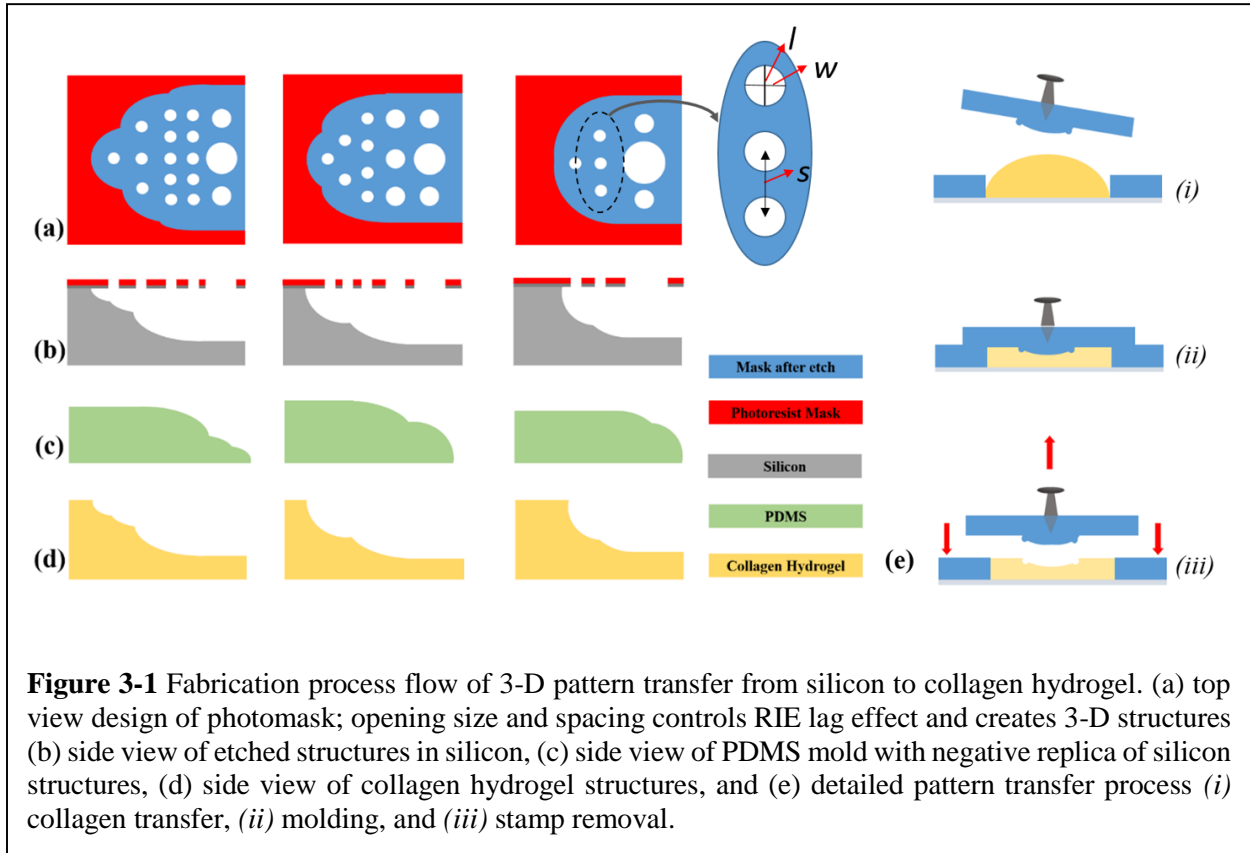 l
w
s
(a)
(i)
(b)
(ii)
Mask after etch
Photoresist Mask
(c)
Silicon
PDMS
(d)
Collagen Hydrogel
(e)
(iii)
Figure 3-1 Fabrication process flow of 3-D pattern transfer from silicon to collagen hydrogel. (a) top
view design of photomask; opening size and spacing controls RIE lag effect and creates 3-D structures
(b) side view of etched structures in silicon, (c) side view of PDMS mold with negative replica of silicon
structures, (d) side view of collagen hydrogel structures, and (e) detailed pattern transfer process (i)
collagen transfer, (ii) molding, and (iii) stamp removal.